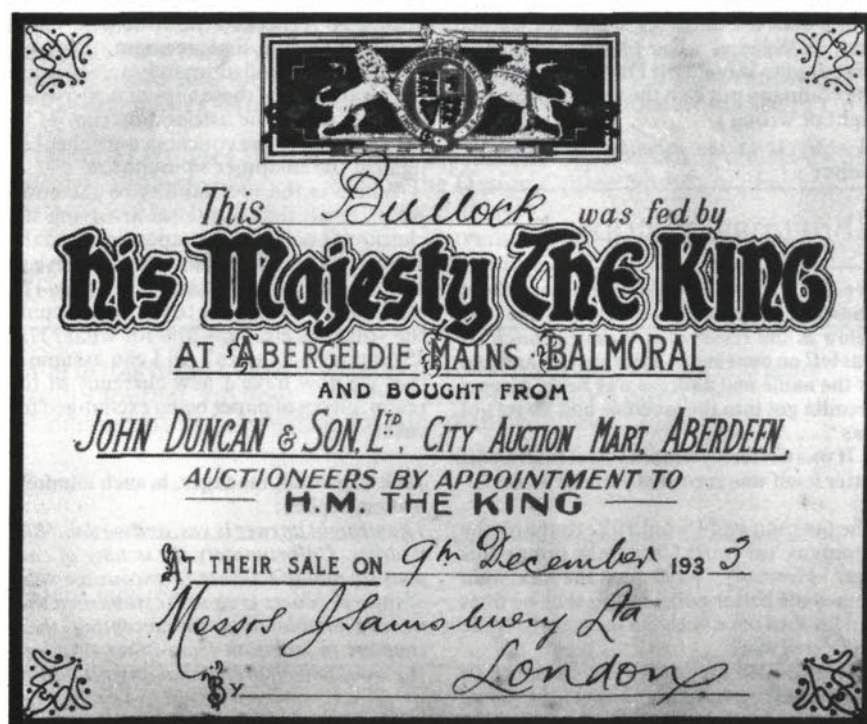 This Bullock was fed by
His Majesty The King
AT ABERGELDIE MAINS BALMORAL
AND BOUGHT FROM
JOHN DUNCAN & SON, LTD, CITY AUCTION MART, ABERDEEN
AUCTIONEERS BY APPOINTMENT TO
H.M. THE KING
AT THEIR SALE ON 9th December 1933
Messrs J Sainsbury Ltd
By London